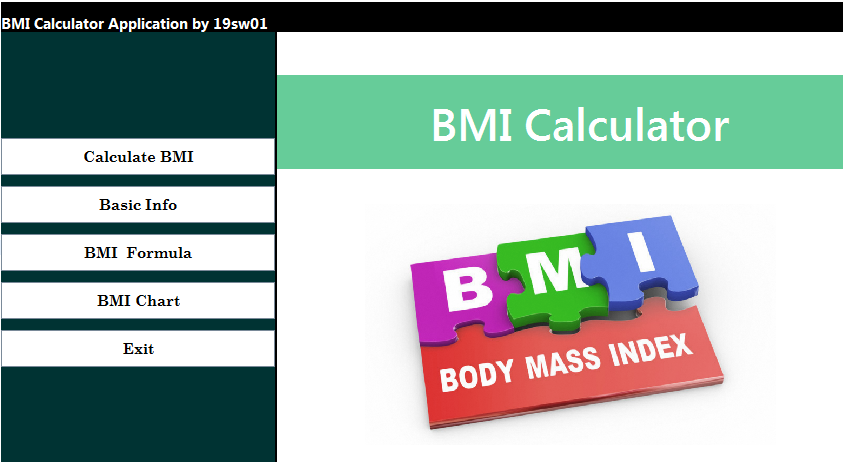 BMI Calculator Application by 19sw01
Calculate BMI
Basic Info
BMI  Formula
BMI Chart
Exit
BMI Calculator
B M I
BODY MASS INDEX